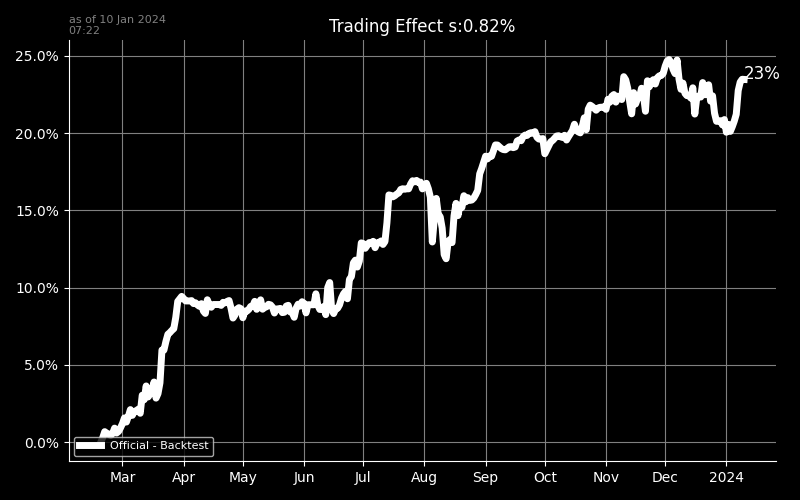 as of 10 Jan 2024
07:22
Trading Effect s:0.82%
25.0%
23%
20.0%
15.0%
10.0%
5.0%
0.0%
Official - Backtest
Mar Apr May Jun Jul Aug Sep Oct Nov Dec 2024